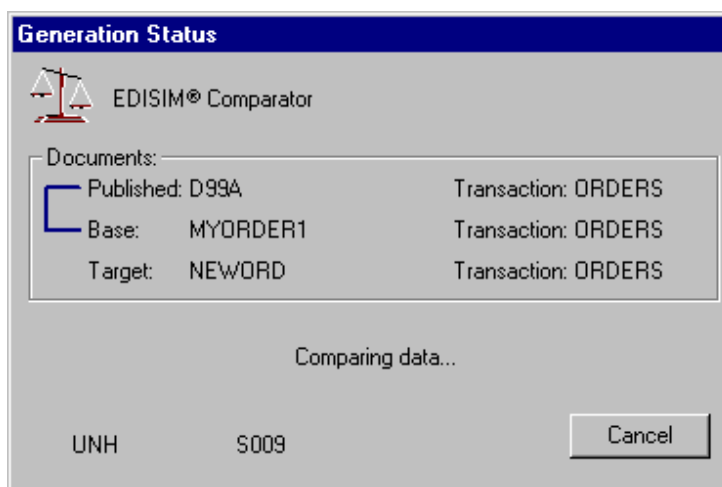 Generation Status
EDISIM® Comparator
Documents:
Published: D99A Transaction: ORDERS
Base: MYORDER1 Transaction: ORDERS
Target: NEWORD Transaction: ORDERS
Comparing data...
UNH S009 Cancel